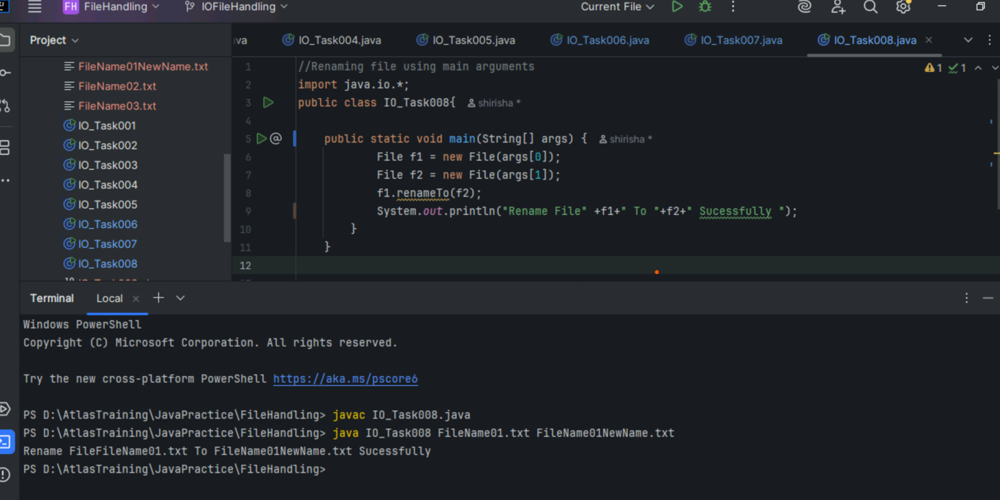 FH FileHandling IOFileHandling Current File
Project
IO_Task004.java IO_Task005.java IO_Task006.java IO_Task007.java IO_Task008.java
FileName01NewName.txt
FileName02.txt
FileName03.txt
IO_Task001
IO_Task002
IO_Task003
IO_Task004
IO_Task005
IO_Task006
IO_Task007
IO_Task008
1 //Renaming file using main arguments
2 import java.io.*;
3 public class IO_Task008{ shirisha *
4
5 public static void main(String[] args) { shirisha *
6 File f1 = new File(args[0]);
7 File f2 = new File(args[1]);
8 f1.renameTo(f2);
9 System.out.println("Rename File" +f1+" To "+f2+" Sucessfully ");
10 }
11 }
12
1 1
Terminal Local
Windows PowerShell
Copyright (C) Microsoft Corporation. All rights reserved.
Try the new cross-platform PowerShell https://aka.ms/pscore6
PS D:\AtlasTraining\JavaPractice\FileHandling> javac IO_Task008.java
PS D:\AtlasTraining\JavaPractice\FileHandling> java IO_Task008 FileName01.txt FileName01NewName.txt
Rename FileFileName01.txt To FileName01NewName.txt Sucessfully
PS D:\AtlasTraining\JavaPractice\FileHandling>